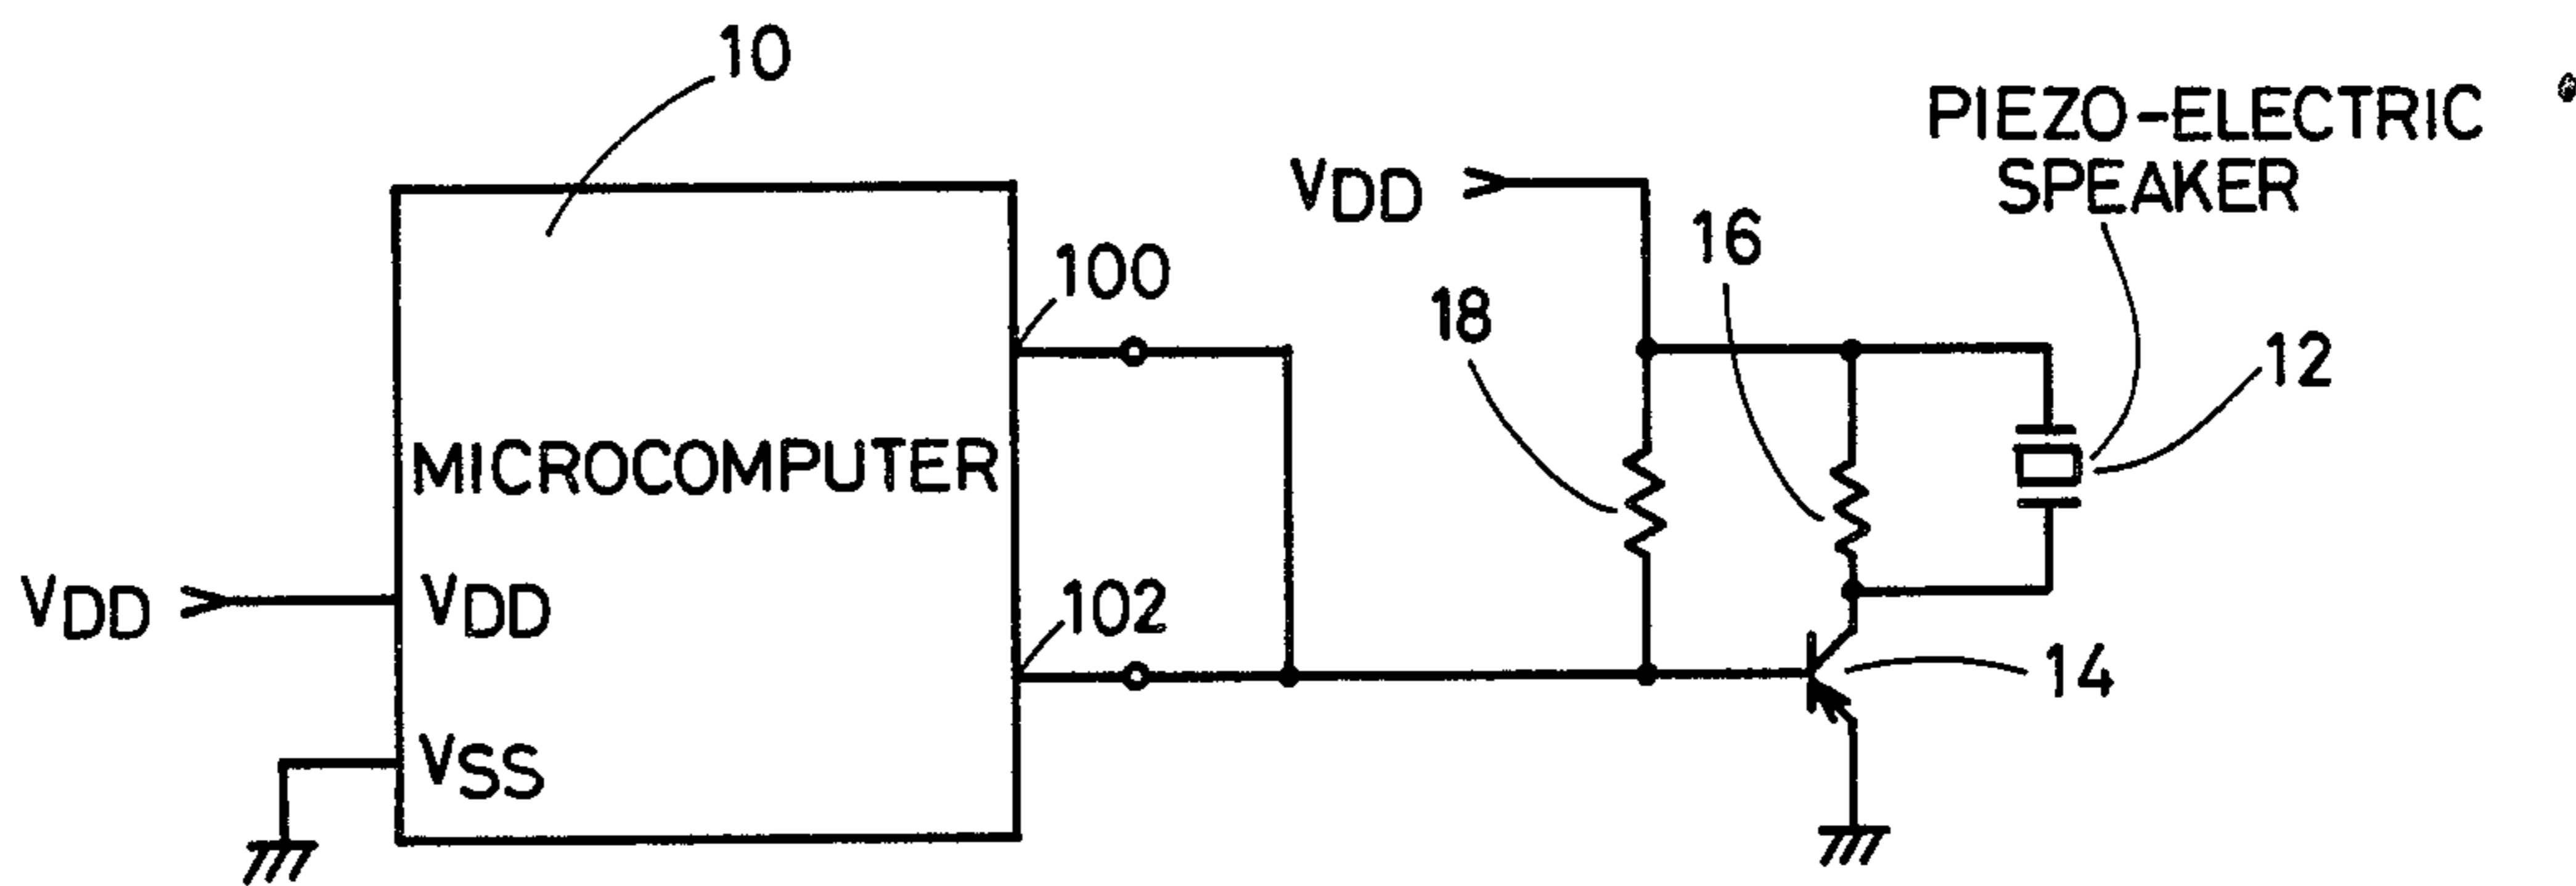 10
PIEZO-ELECTRIC
SPEAKER
VDD
16
100
18
12
MICROCOMPUTER
VDD
VDD
102
14
VSS